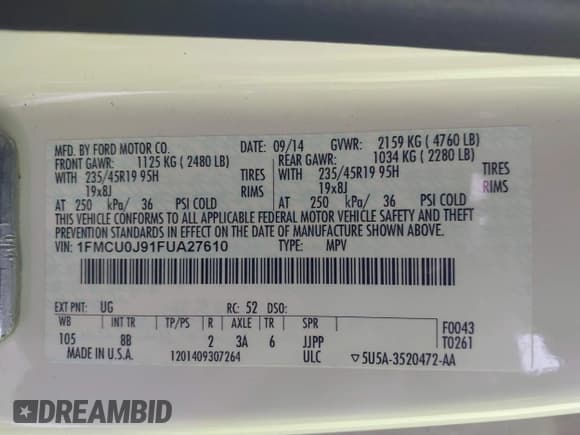 MFD. BY FORD MOTOR CO. DATE: 09/14 GVWR: 2159 KG ( 4760 LB)
FRONT GAWR: 1125 KG ( 2480 LB) REAR GAWR: 1034 KG ( 2280 LB)
WITH 235/45R19 95H TIRES WITH 235/45R19 95H TIRES
19x8J RIMS 19x8J RIMS
AT 250 kPa/ 36 PSI COLD AT 250 kPa/ 36 PSI COLD
THIS VEHICLE CONFORMS TO ALL APPLICABLE FEDERAL MOTOR VEHICLE SAFETY AND THEFT
PREVENTION STANDARDS IN EFFECT ON THE DATE OF MANUFACTURE SHOWN ABOVE.
VIN: 1FMCU0J91FUA27610 TYPE: MPV
EXT PNT: UG RC: 52 DSO: F0043
WB INT TR TP/PS R AXLE TR SPR T0261
105 8B 2 3A 6 JJPP
MADE IN U.S.A. 1201409307264 ULC ▽5U5A-3520472-AA
DREAMBID